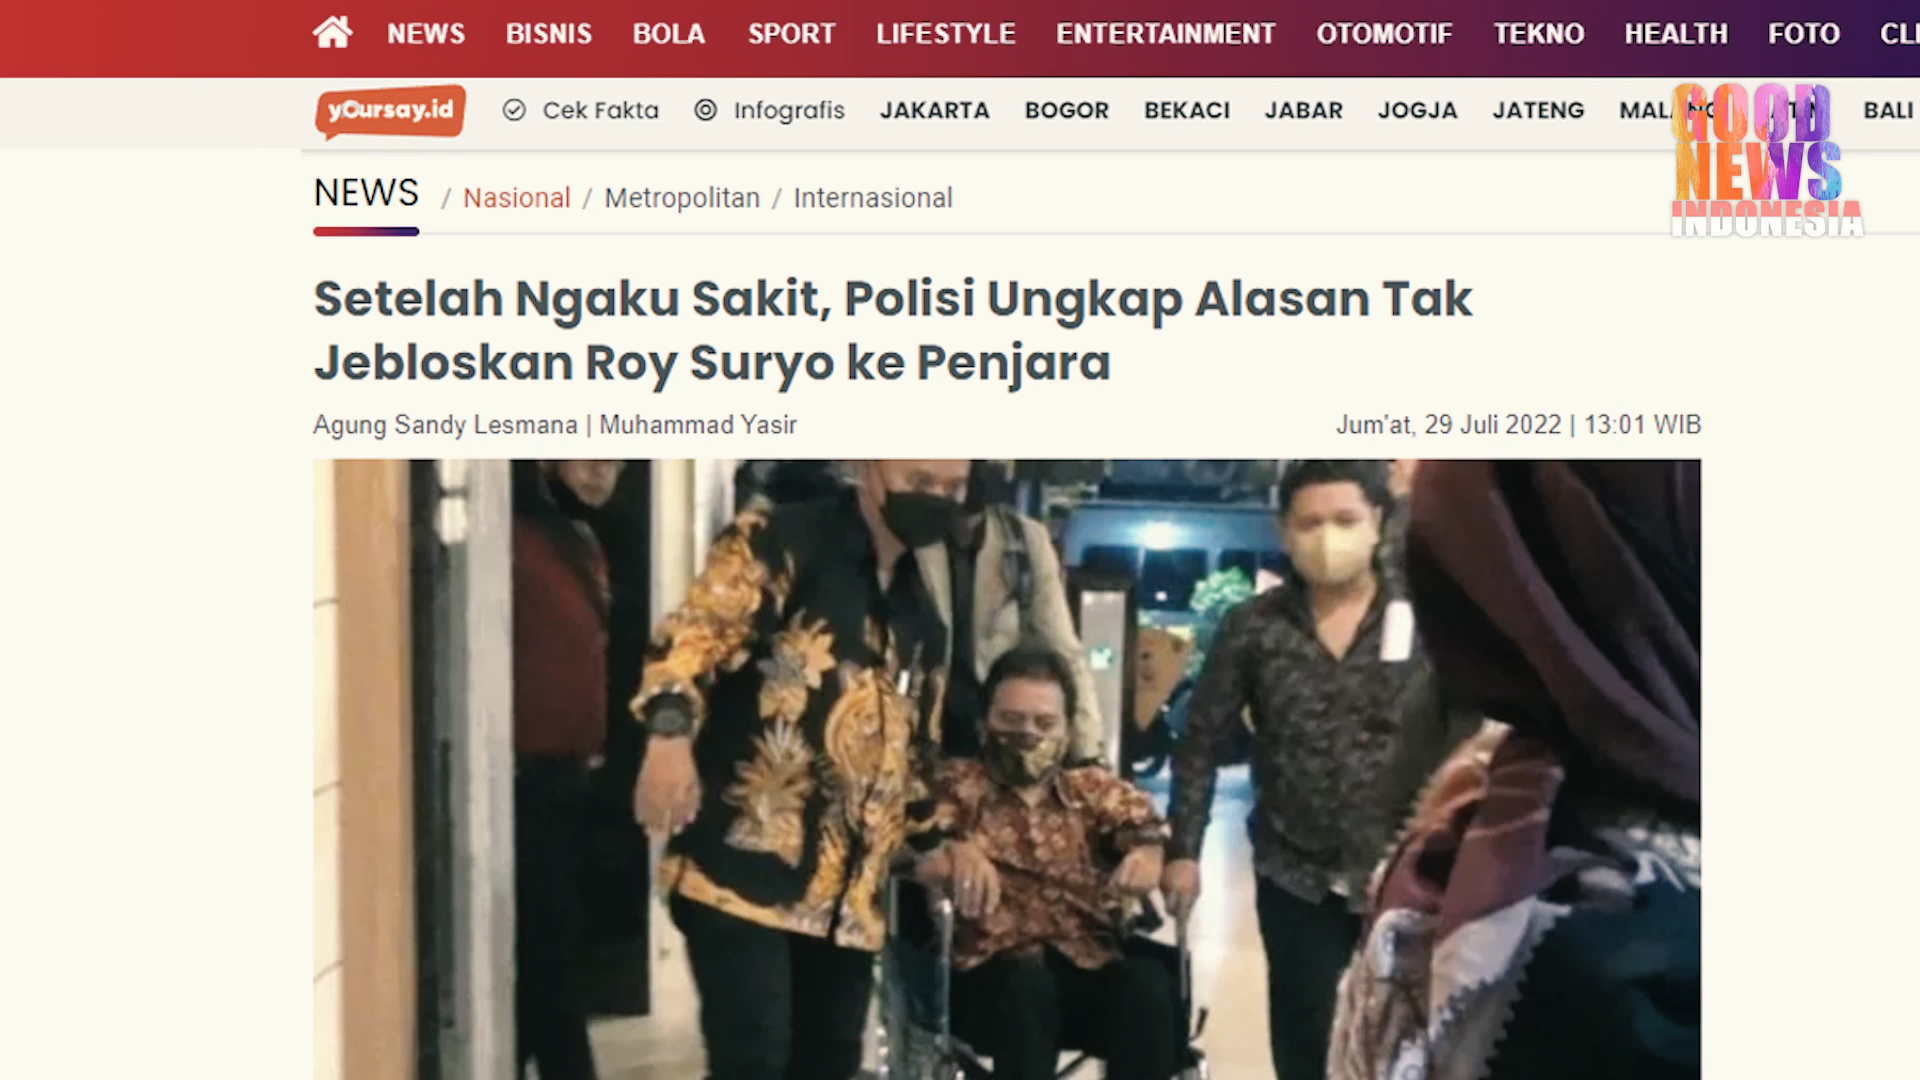 NEWS BISNIS BOLA SPORT LIFESTYLE ENTERTAINMENT OTOMOTIF TEKNO HEALTH FOTO
yoursay.id Cek Fakta Infografis JAKARTA BOGOR BEKACI JABAR JOGJA JATENG BALI
GOOD
NEWS
INDONESIA
NEWS / Nasional / Metropolitan / Internasional
Setelah Ngaku Sakit, Polisi Ungkap Alasan Tak
Jebloskan Roy Suryo ke Penjara
Agung Sandy Lesmana | Muhammad Yasir Jum'at, 29 Juli 2022 | 13:01 WIB